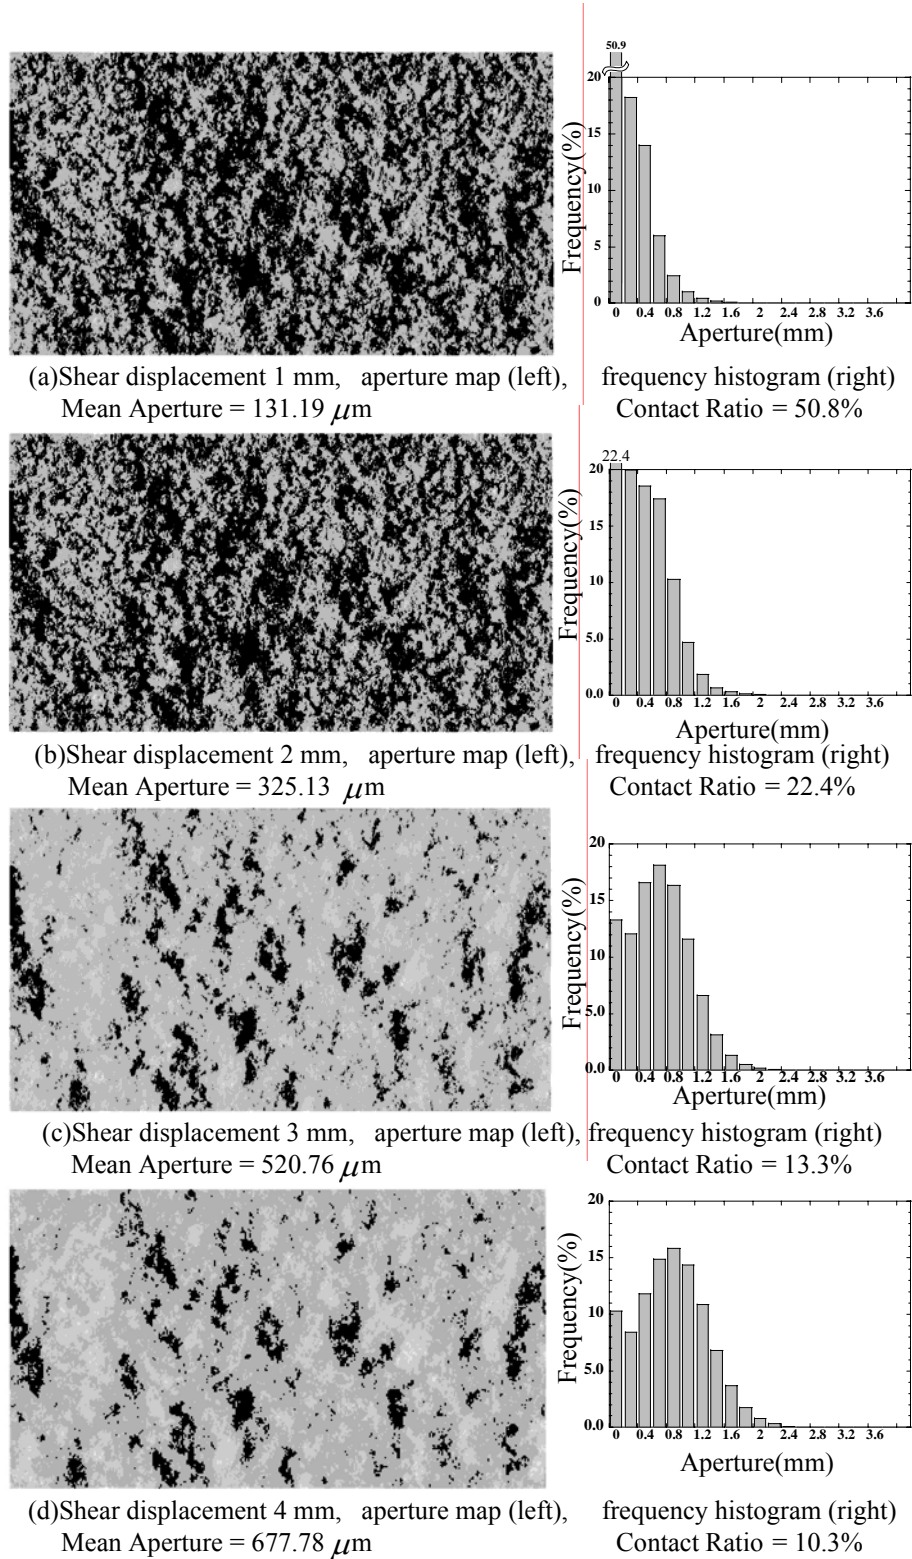 50.9
20
15
10
5
0
Frequency(%)
0 0.4 0.8 1.2 1.6 2 2.4 2.8 3.2 3.6
Aperture(mm)
(a)Shear displacement 1 mm, aperture map (left), frequency histogram (right)
Mean Aperture = 131.19 μm Contact Ratio = 50.8%
22.4
20
15
10
5.0
0.0
Frequency(%)
0 0.4 0.8 1.2 1.6 2 2.4 2.8 3.2 3.6
Aperture(mm)
(b)Shear displacement 2 mm, aperture map (left), frequency histogram (right)
Mean Aperture = 325.13 μm Contact Ratio = 22.4%
20
15
10
5.0
0.0
Frequency(%)
0 0.4 0.8 1.2 1.6 2 2.4 2.8 3.2 3.6
Aperture(mm)
(c)Shear displacement 3 mm, aperture map (left), frequency histogram (right)
Mean Aperture = 520.76 μm Contact Ratio = 13.3%
20
15
10
5.0
0.0
Frequency(%)
0 0.4 0.8 1.2 1.6 2 2.4 2.8 3.2 3.6
Aperture(mm)
(d)Shear displacement 4 mm, aperture map (left), frequency histogram (right)
Mean Aperture = 677.78 μm Contact Ratio = 10.3%